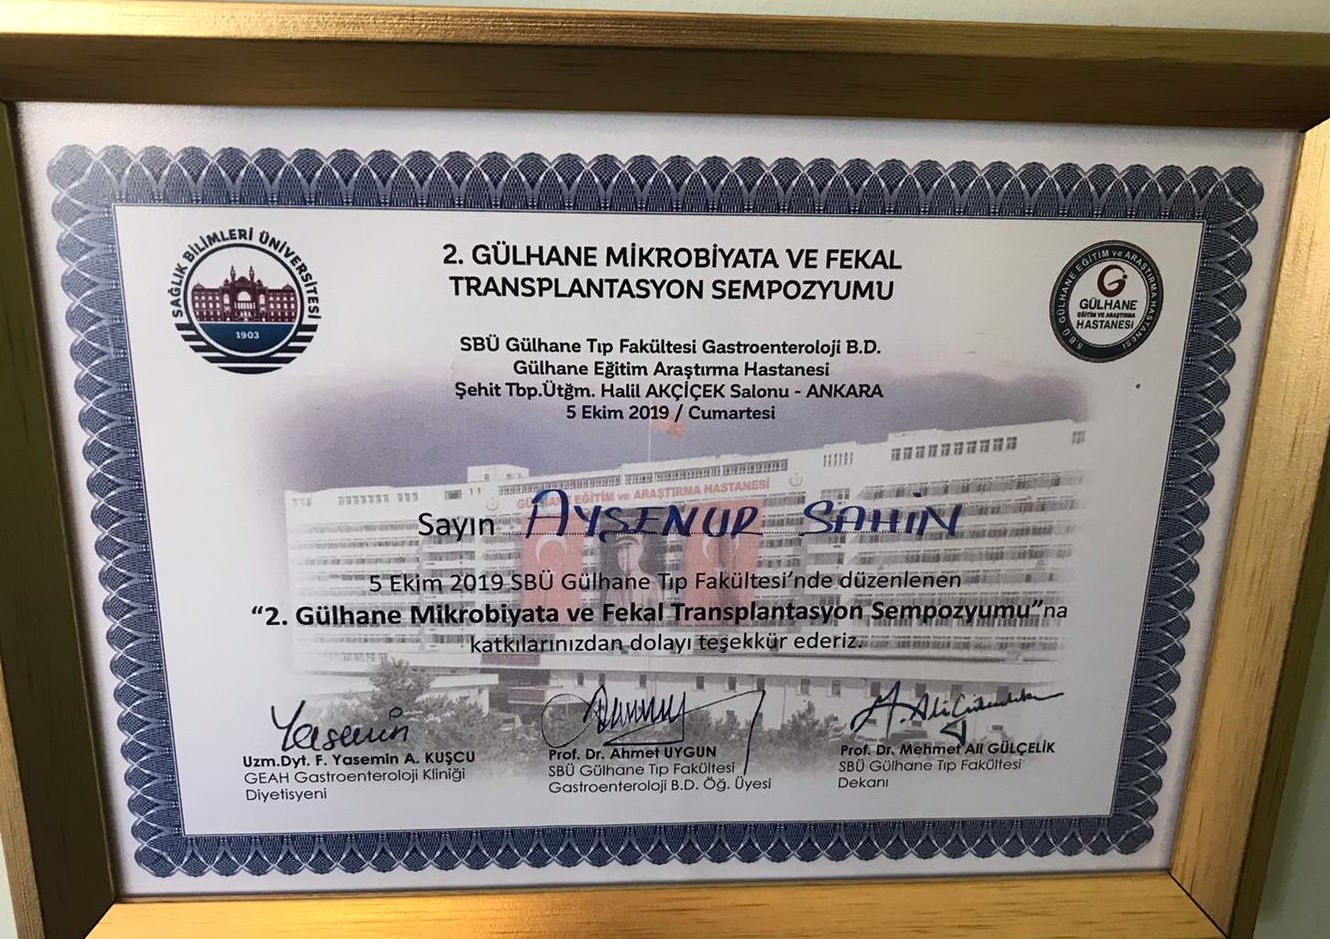 SAĞLIK BİLİMLERİ ÜNİVERSİTESİ
1903
2. GÜLHANE MİKROBİYATA VE FEKAL
TRANSPLANTASYON SEMPOZYUMU
S.B.Ü GÜLHANE EĞİTİM ve ARAŞTIRMA HASTANESİ
G
GÜLHANE
EĞİTİM VE ARAŞTIRMA
HASTANESİ
SBÜ Gülhane Tıp Fakültesi Gastroenteroloji B.D.
Gülhane Eğitim Araştırma Hastanesi
Şehit Tbp.Ütğm. Halil AKÇİÇEK Salonu - ANKARA
5 Ekim 2019 / Cumartesi
EĞİTİM ve ARAŞTIRMA HASTANESİ
Sayın AYŞENUR ŞAHİN
5 Ekim 2019 SBÜ Gülhane Tıp Fakültesi’nde düzenlenen
“2. Gülhane Mikrobiyata ve Fekal Transplantasyon Sempozyumu”na
katkılarınızdan dolayı teşekkür ederiz.
Yasemin
Uzm.Dyt. F. Yasemin A. KUŞCU
GEAH Gastroenteroloji Kliniği
Diyetisyeni
Prof. Dr. Ahmet UYGUN
SBÜ Gülhane Tıp Fakültesi
Gastroenteroloji B.D. Öğ. Üyesi
Prof. Dr. Mehmet Ali GÜLÇELİK
SBÜ Gülhane Tıp Fakültesi
Dekanı